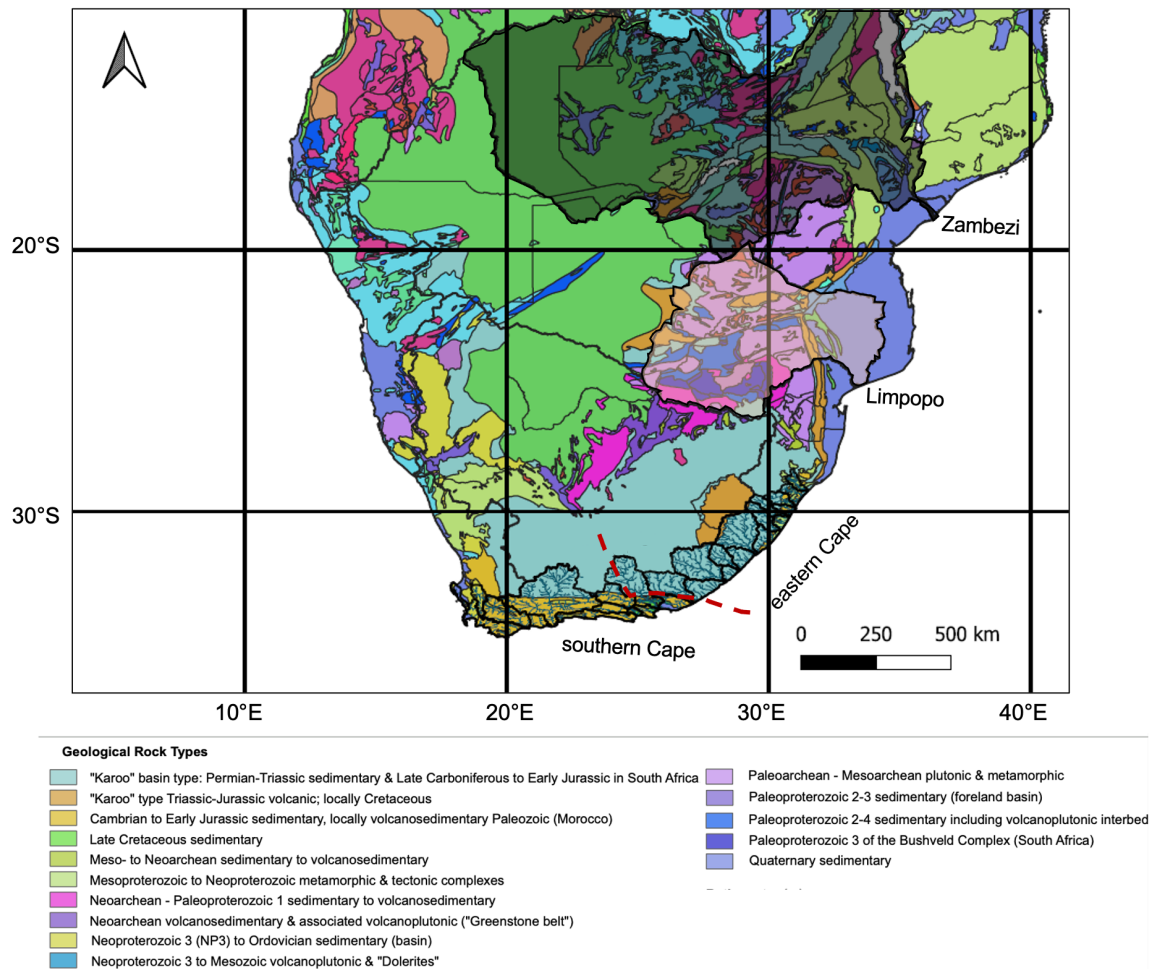 Zambezi
20°S
Limpopo
30°S
eastern Cape
southern Cape
0 250 500 km
10°E 20°E 30°E 40°E
Geological Rock Types
"Karoo" basin type: Permian-Triassic sedimentary & Late Carboniferous to Early Jurassic in South Africa
"Karoo" type Triassic-Jurassic volcanic; locally Cretaceous
Cambrian to Early Jurassic sedimentary, locally volcanosedimentary Paleozoic (Morocco)
Late Cretaceous sedimentary
Meso- to Neoarchean sedimentary to volcanosedimentary
Mesoproterozoic to Neoproterozoic metamorphic & tectonic complexes
Neoarchean - Paleoproterozoic 1 sedimentary to volcanosedimentary
Neoarchean volcanosedimentary & associated volcanoplutonic ("Greenstone belt")
Neoproterozoic 3 (NP3) to Ordovician sedimentary (basin)
Neoproterozoic 3 to Mesozoic volcanoplutonic & "Dolerites"
Paleoarchean - Mesoarchean plutonic & metamorphic
Paleoproterozoic 2-3 sedimentary (foreland basin)
Paleoproterozoic 2-4 sedimentary including volcanoplutonic interbed
Paleoproterozoic 3 of the Bushveld Complex (South Africa)
Quaternary sedimentary